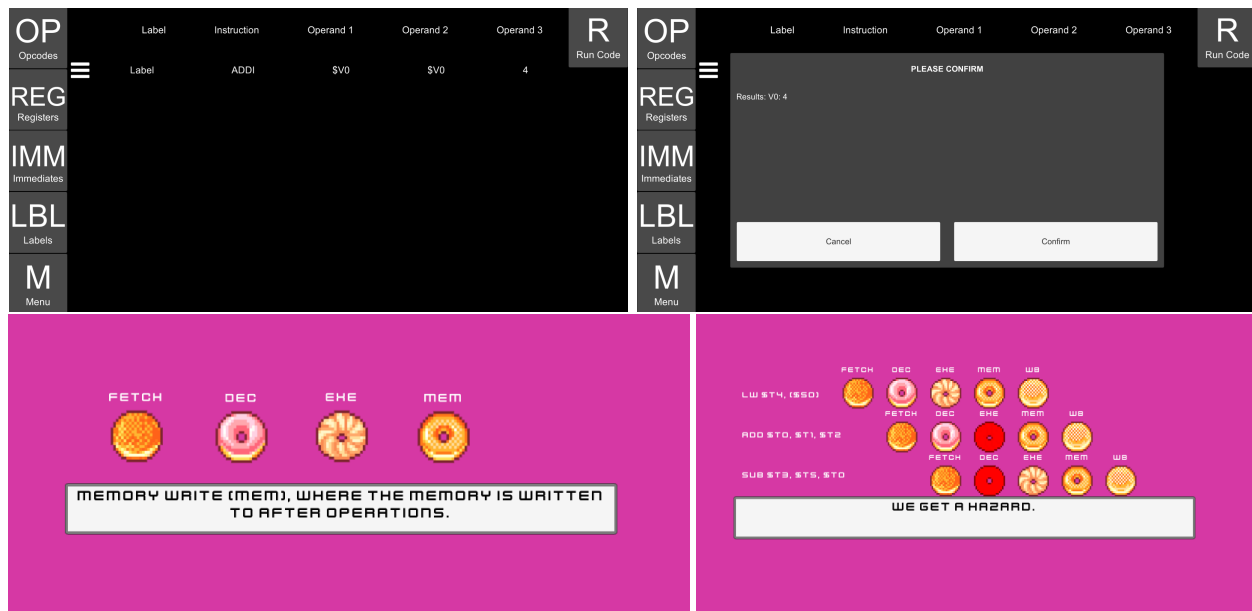 OP
Opcodes
REG
Registers
IMM
Immediates
LBL
Labels
M
Menu
Label Instruction Operand 1 Operand 2 Operand 3
Label ADDI $V0 $V0 4
R
Run Code
OP
Opcodes
REG
Registers
IMM
Immediates
LBL
Labels
M
Menu
Label Instruction Operand 1 Operand 2 Operand 3
R
Run Code
PLEASE CONFIRM
Results: V0: 4
Cancel Confirm
FETCH DEC EXE MEM
MEMORY WRITE (MEM), WHERE THE MEMORY IS WRITTEN
TO AFTER OPERATIONS.
FETCH DEC EXE MEM WB
LW $T4, ($S0)
FETCH DEC EXE MEM WB
ADD $T0, $T1, $T2
FETCH DEC EXE MEM WB
SUB $T3, $T5, $T0
WE GET A HAZARD.